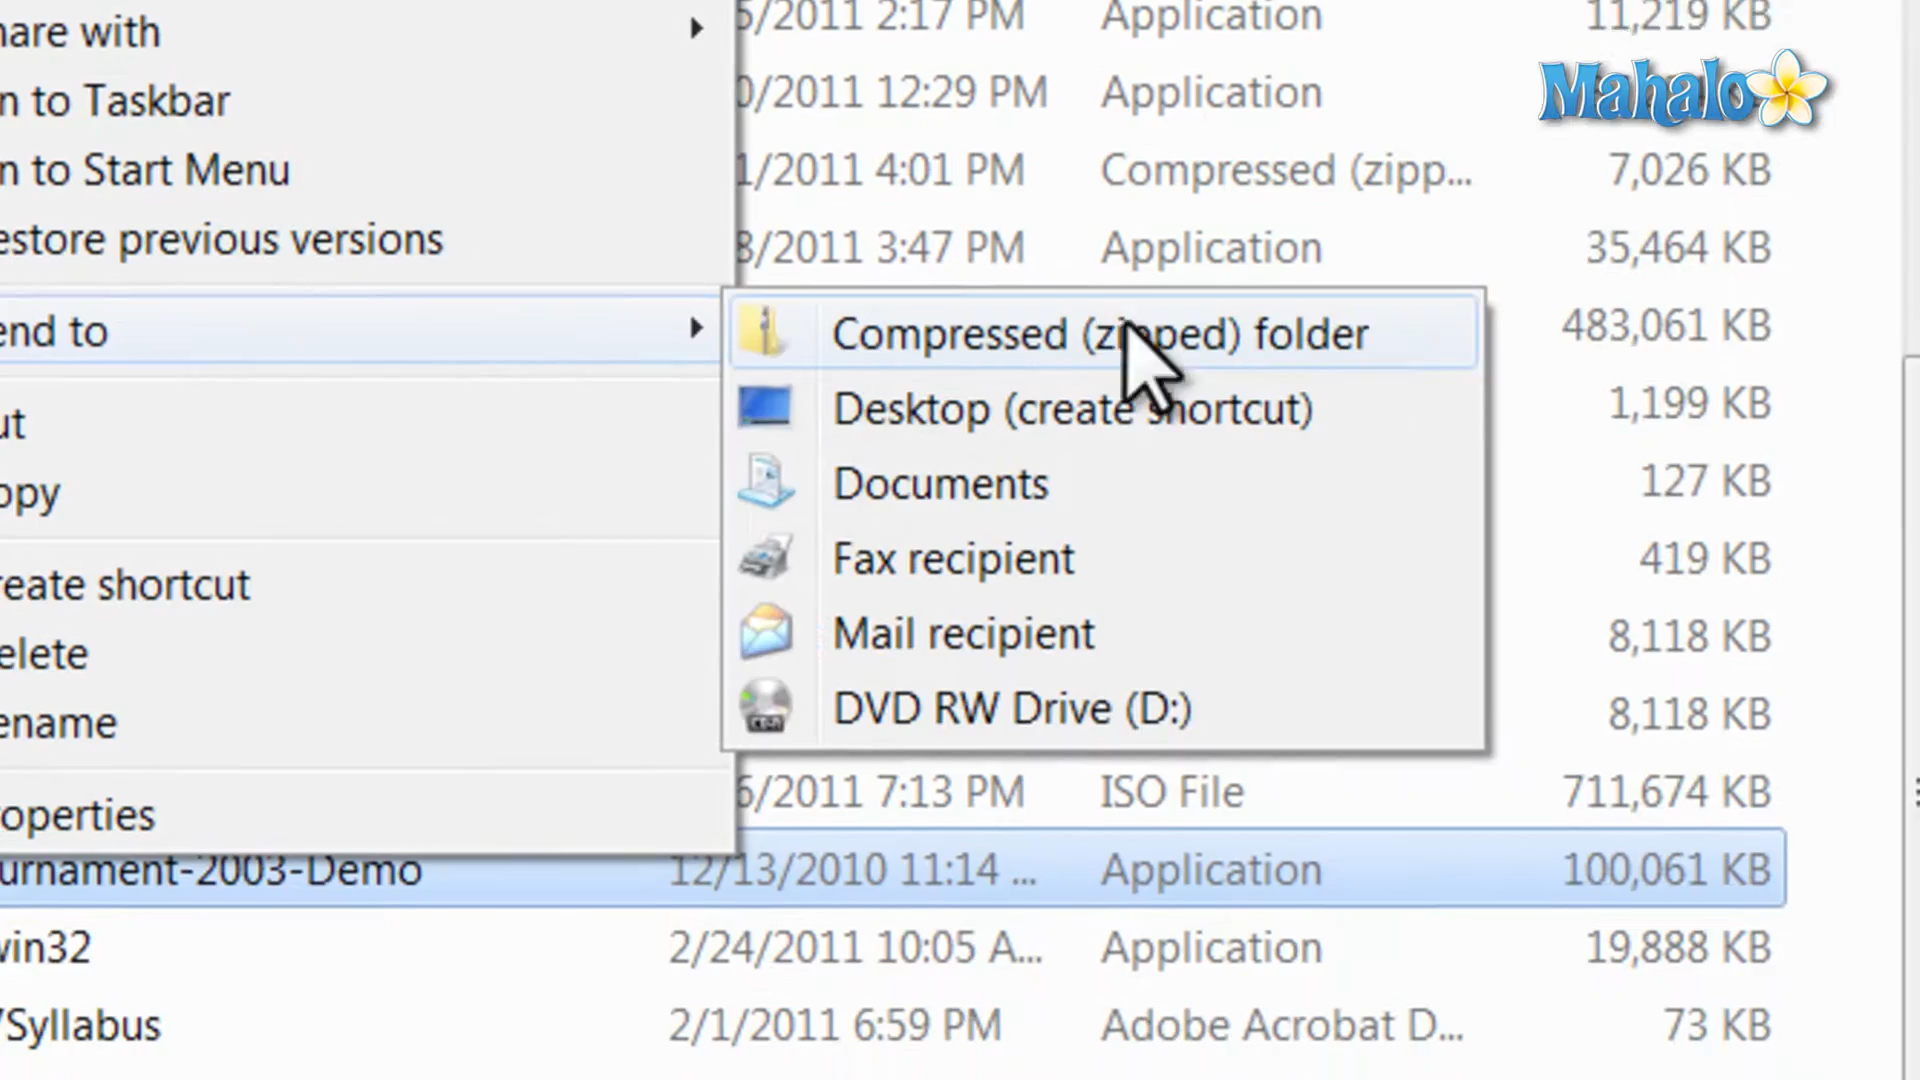 hare with
5/2011 2:17 PM Application 11,219 KB
Mahalo
n to Taskbar
0/2011 12:29 PM Application
n to Start Menu
1/2011 4:01 PM Compressed (zipp... 7,026 KB
estore previous versions
8/2011 3:47 PM Application 35,464 KB
end to
Compressed (zipped) folder
483,061 KB
ut
Desktop (create shortcut)
1,199 KB
opy
Documents
127 KB
reate shortcut
Fax recipient
419 KB
elete
Mail recipient
8,118 KB
ename
DVD RW Drive (D:)
8,118 KB
roperties
6/2011 7:13 PM ISO File 711,674 KB
urnament-2003-Demo 12/13/2010 11:14 ... Application 100,061 KB
win32 2/24/2011 10:05 A... Application 19,888 KB
/Syllabus 2/1/2011 6:59 PM Adobe Acrobat D... 73 KB